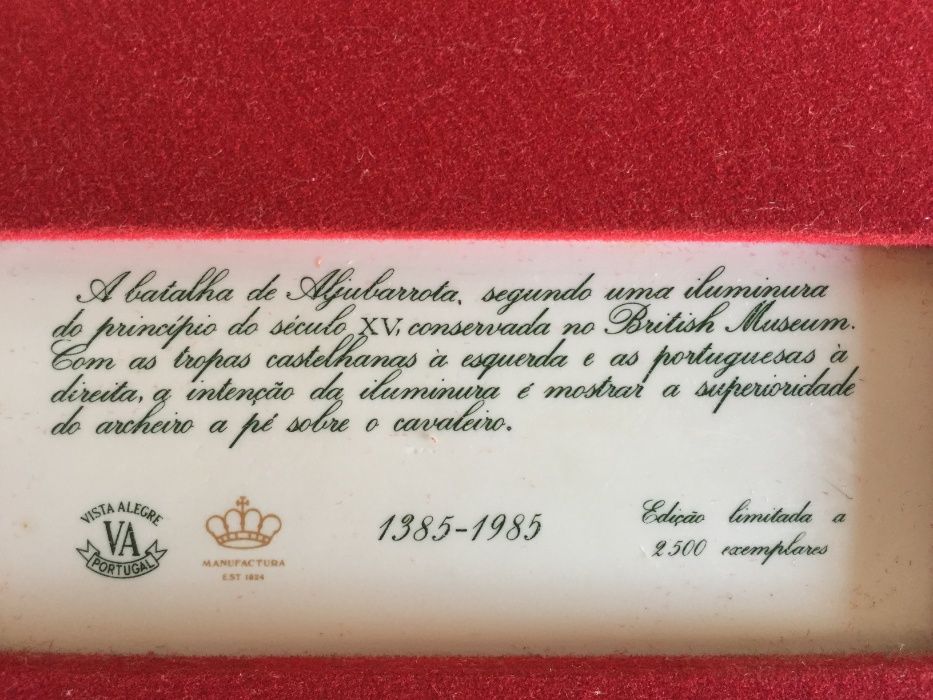 A batalha de Aljubarrota, segundo uma iluminura
do princípio do século XV, conservada no British Museum.
Com as tropas castelhanas à esquerda e as portuguesas à
direita, a intenção da iluminura é mostrar a superioridade
do archeiro a pé sobre o cavaleiro.
VISTA ALEGRE
VA
PORTUGAL
MANUFACTURA
EST 1824
1385-1985
Edição limitada a
2500 exemplares